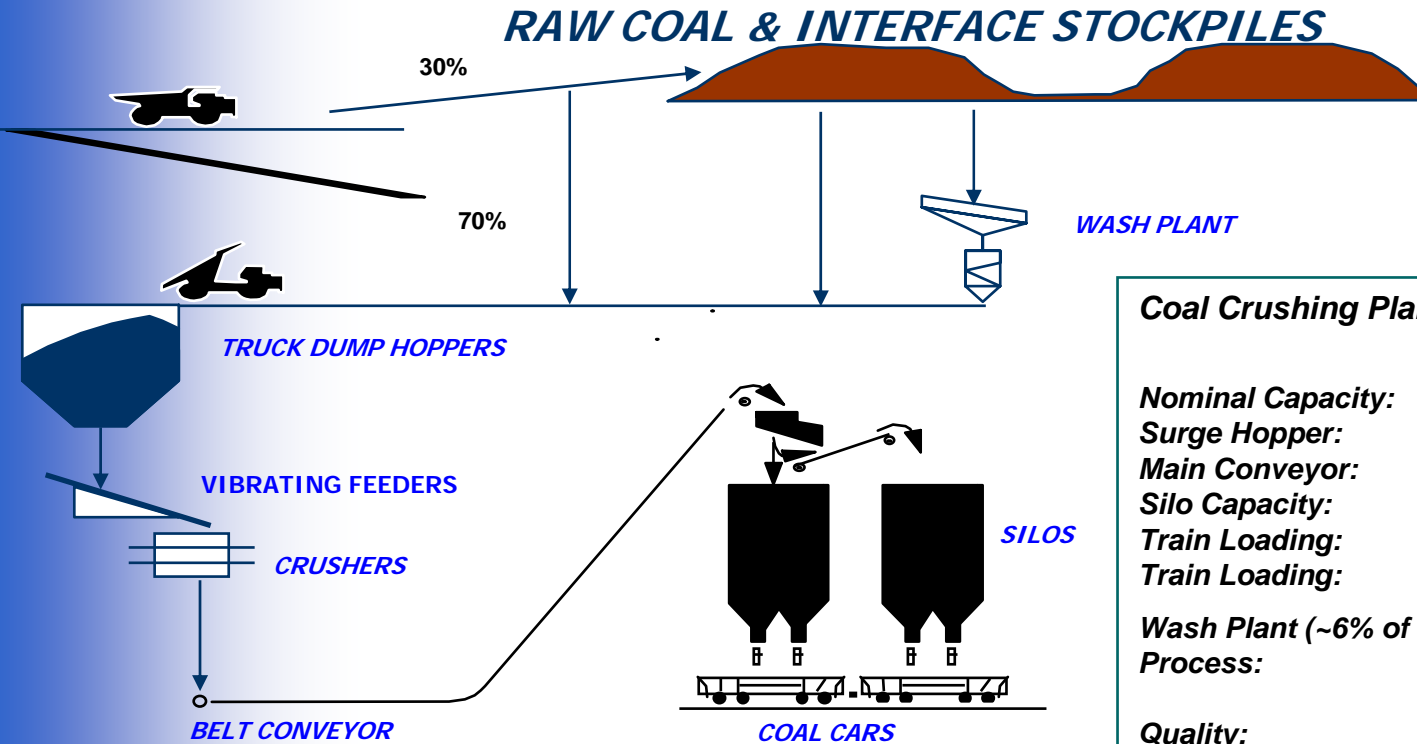 RAW COAL & INTERFACE STOCKPILES
30%
70%
WASH PLANT
TRUCK DUMP HOPPERS
VIBRATING FEEDERS
CRUSHERS
BELT CONVEYOR
SILOS
COAL CARS
Coal Crushing
Nominal Capacity:
Surge Hopper:
Main Conveyor:
Silo Capacity:
Train Loading:
Train Loading:
Wash Plant (~6% of
Process:
Quality: